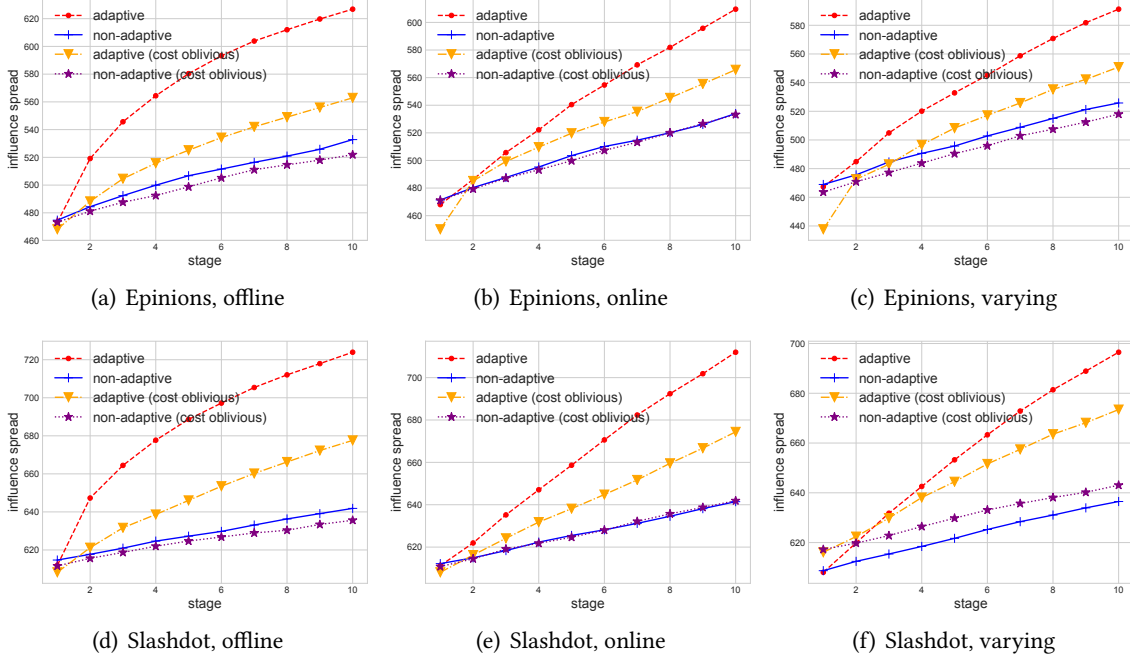 adaptive
non-adaptive
adaptive (cost oblivious)
non-adaptive (cost oblivious)
influence spread
620
600
580
560
540
520
500
480
460
2 4 6 8 10
stage
(a) Epinions, offline
adaptive
non-adaptive
adaptive (cost oblivious)
non-adaptive (cost oblivious)
influence spread
600
580
560
540
520
500
480
460
2 4 6 8 10
stage
(b) Epinions, online
adaptive
non-adaptive
adaptive (cost oblivious)
non-adaptive (cost oblivious)
influence spread
580
560
540
520
500
480
460
440
2 4 6 8 10
stage
(c) Epinions, varying
adaptive
non-adaptive
adaptive (cost oblivious)
non-adaptive (cost oblivious)
influence spread
720
700
680
660
640
620
2 4 6 8 10
stage
(d) Slashdot, offline
adaptive
non-adaptive
adaptive (cost oblivious)
non-adaptive (cost oblivious)
influence spread
700
680
660
640
620
2 4 6 8 10
stage
(e) Slashdot, online
adaptive
non-adaptive
adaptive (cost oblivious)
non-adaptive (cost oblivious)
influence spread
700
680
660
640
620
2 4 6 8 10
stage
(f) Slashdot, varying